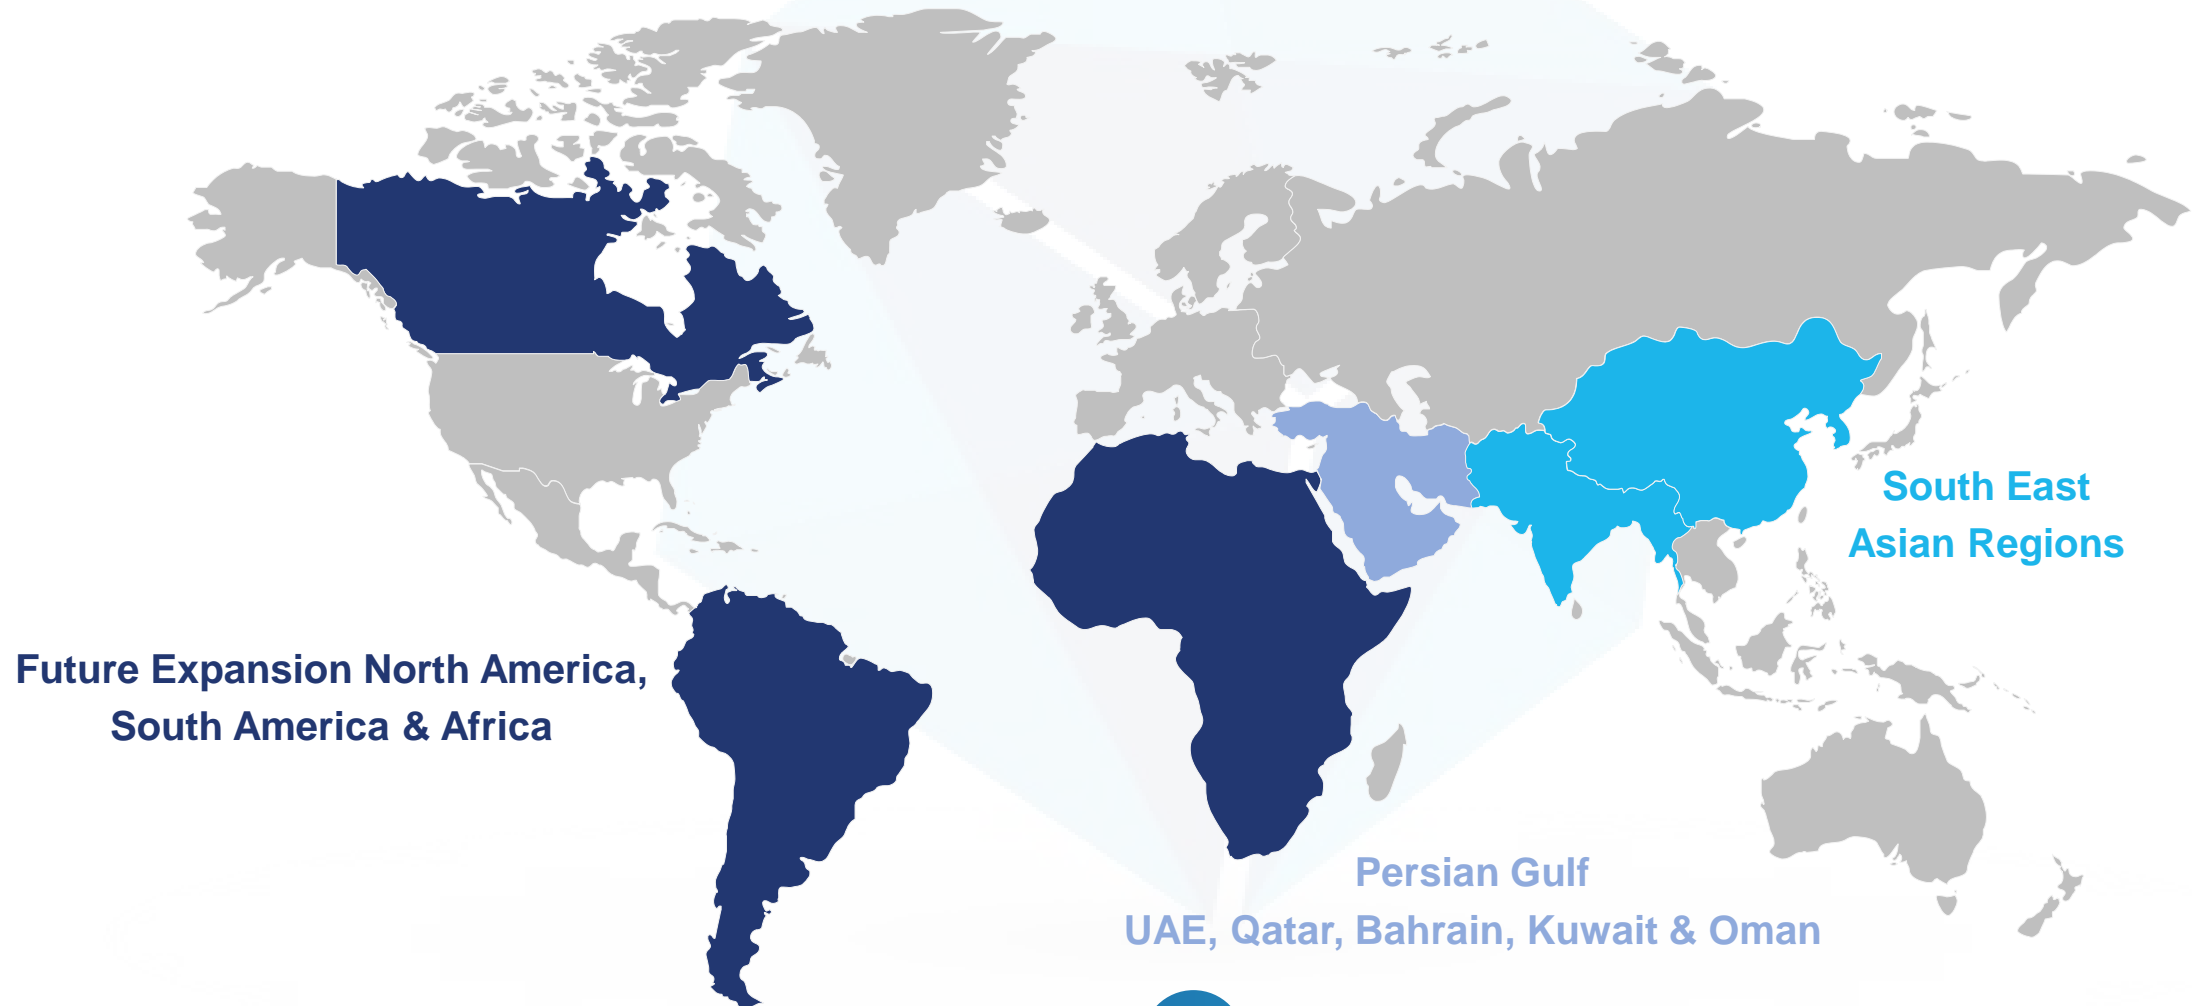 South East
Asian Regions
Future Expansion North America,
South America & Africa
Persian Gulf
UAE, Qatar, Bahrain, Kuwait & Oman